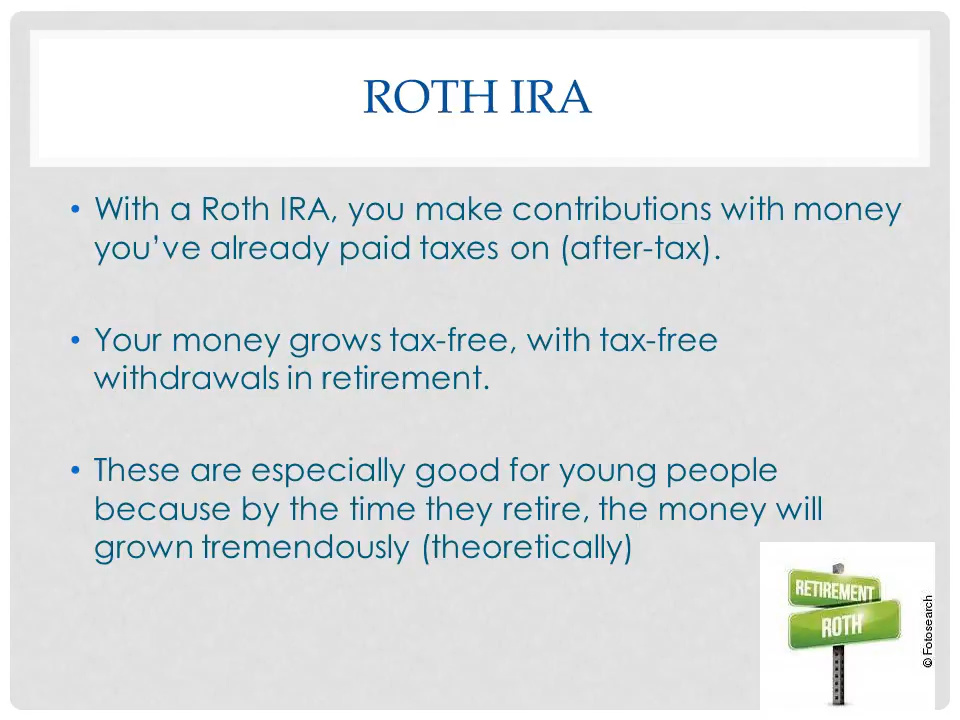 ROTH IRA
• With a Roth IRA, you make contributions with money
you’ve already paid taxes on (after-tax).
• Your money grows tax-free, with tax-free
withdrawals in retirement.
• These are especially good for young people
because by the time they retire, the money will
grown tremendously (theoretically)
RETIREMENT
ROTH
© Fotosearch